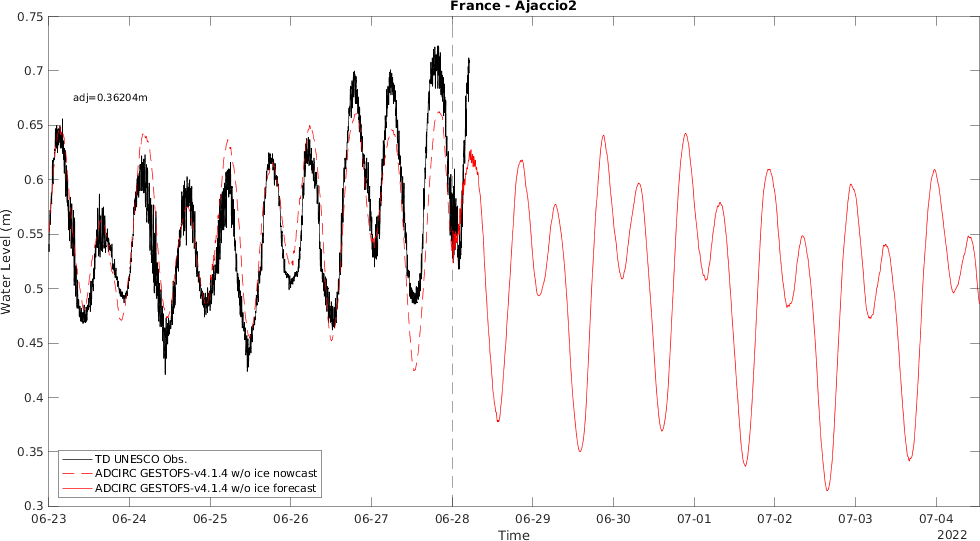 France - Ajaccio2
0.75
0.7
adj=0.36204m
0.65
0.6
0.55
Water Level (m)
0.5
0.45
0.4
0.35
TD UNESCO Obs.
ADCIRC GESTOFS-v4.1.4 w/o ice nowcast
ADCIRC GESTOFS-v4.1.4 w/o ice forecast
0.3
06-23 06-24 06-25 06-26 06-27 06-28 06-29 06-30 07-01 07-02 07-03 07-04
Time
2022